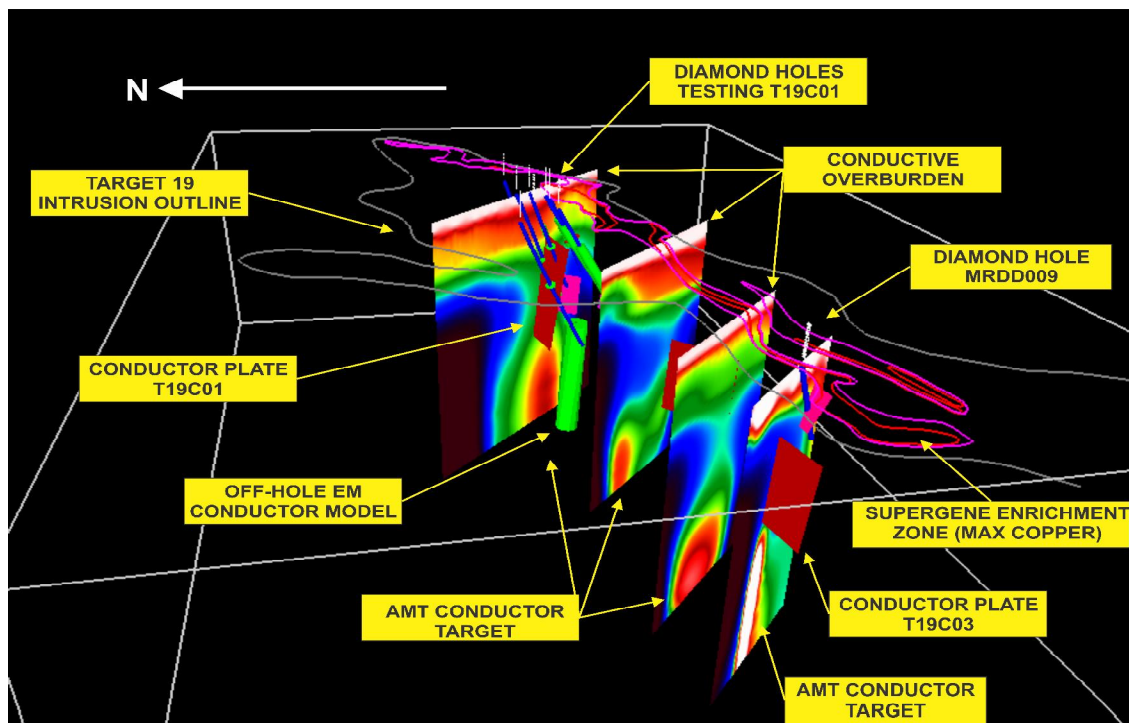 N
DIAMOND HOLES
TESTING T19C01
CONDUCTIVE
OVERBURDEN
TARGET 19
INTRUSION OUTLINE
DIAMOND HOLE
MRDD009
CONDUCTOR PLATE
T19C01
OFF-HOLE EM
CONDUCTOR MODEL
SUPERGENE ENRICHMENT
ZONE (MAX COPPER)
AMT CONDUCTOR
TARGET
CONDUCTOR PLATE
T19C03
AMT CONDUCTOR
TARGET